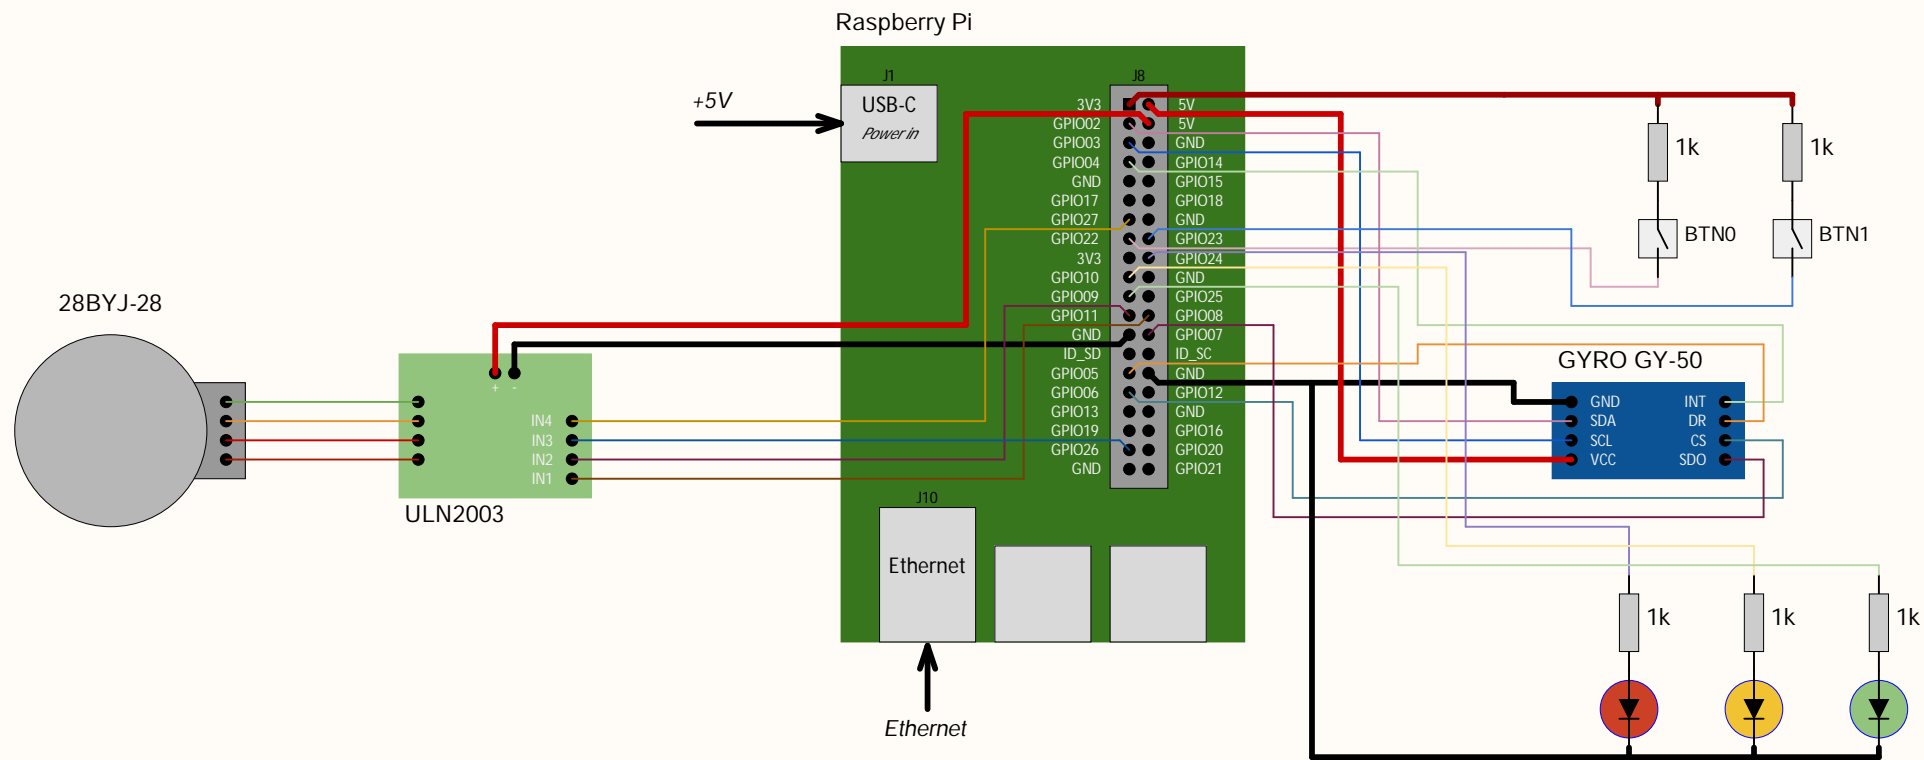 Raspberry Pi
J1
J8
+5V
USB-C
Power in
3V3 5V
GPIO02 5V
GPIO03 GND
GPIO04 GPIO14
GND GPIO15
GPIO17 GPIO18
GPIO27 GND
GPIO22 GPIO23
3V3 GPIO24
GPIO10 GND
GPIO09 GPIO25
GPIO11 GPIO08
GND GPIO07
ID_SD ID_SC
GPIO05 GND
GPIO06 GPIO12
GPIO13 GND
GPIO19 GPIO16
GPIO26 GPIO20
GND GPIO21
1k
1k
BTN0
BTN1
28BYJ-28
+ -
IN4
IN3
IN2
IN1
ULN2003
GYRO GY-50
GND INT
SDA DR
SCL CS
VCC SDO
J10
Ethernet
Ethernet
1k
1k
1k